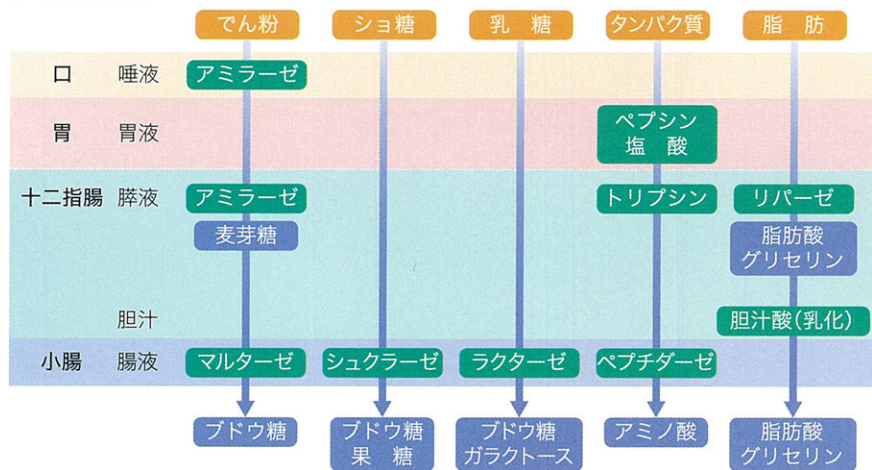 でん粉 ショ糖 乳 糖 タンパク質 脂 肪
口 唾液 アミラーゼ
胃 胃液 ペプシン
塩 酸
十二指腸 膵液 アミラーゼ トリプシン リパーゼ
麦芽糖 脂肪酸
グリセリン
胆汁 胆汁酸(乳化)
小腸 腸液 マルターゼ シュクラーゼ ラクターゼ ペプチダーゼ
ブドウ糖 ブドウ糖 ブドウ糖 アミノ酸 脂肪酸
果 糖 ガラクトース グリセリン